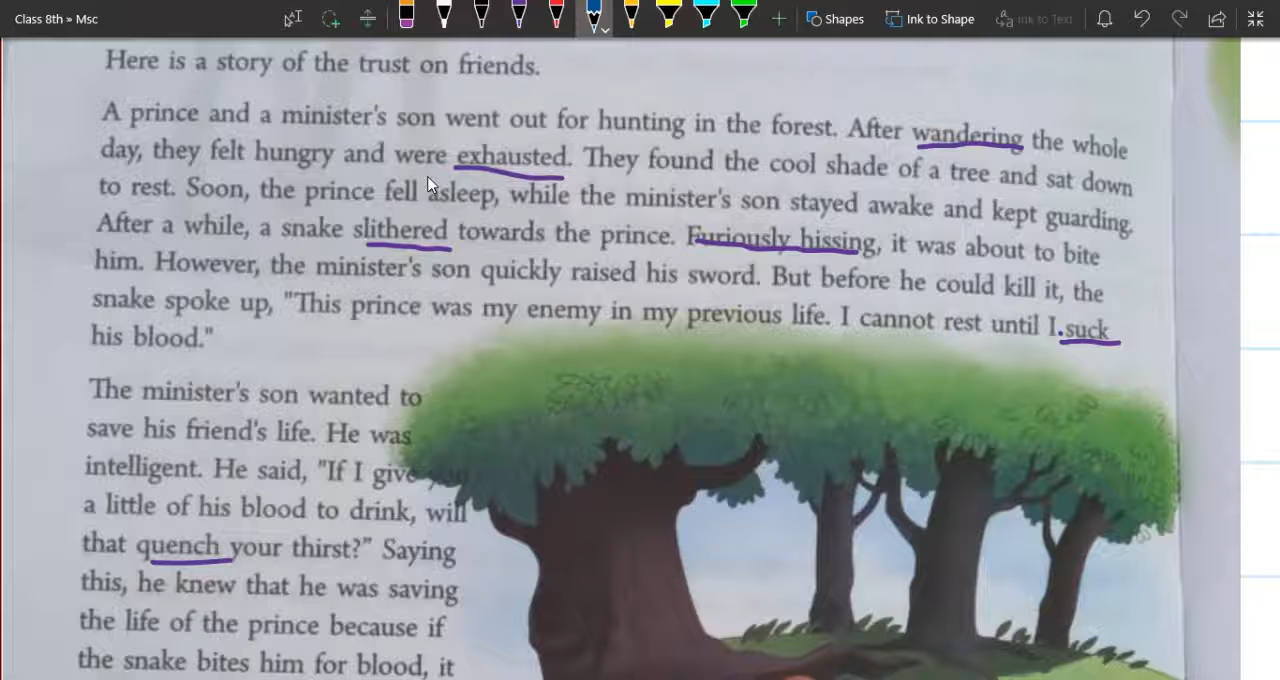 Class 8th » Msc
Shapes
Ink to Shape
Ink to Text
Here is a story of the trust on friends.
A prince and a minister's son went out for hunting in the forest. After wandering the whole
day, they felt hungry and were exhausted. They found the cool shade of a tree and sat down
to rest. Soon, the prince fell asleep, while the minister's son stayed awake and kept guarding.
After a while, a snake slithered towards the prince. Furiously hissing, it was about to bite
him. However, the minister's son quickly raised his sword. But before he could kill it, the
snake spoke up, "This prince was my enemy in my previous life. I cannot rest until I suck
his blood."
The minister's son wanted to
save his friend's life. He was
intelligent. He said, "If I give you
a little of his blood to drink, will
that quench your thirst?" Saying
this, he knew that he was saving
the life of the prince because if
the snake bites him for blood, it